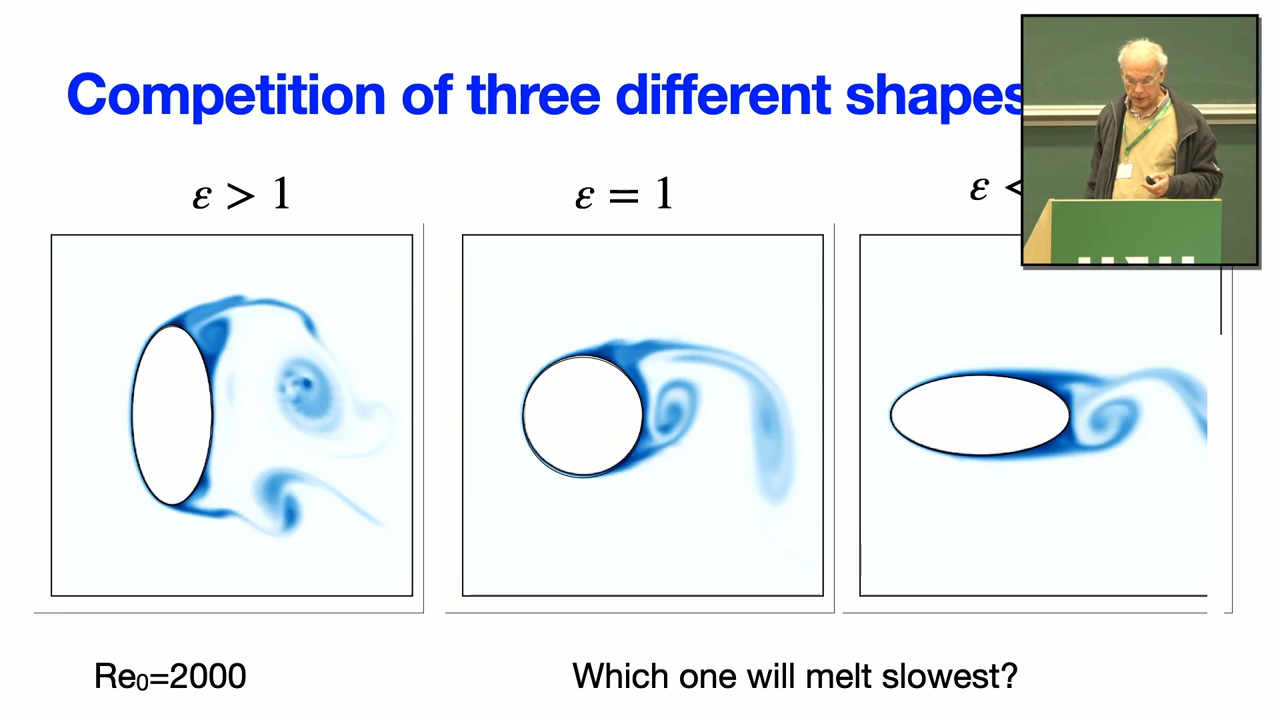 Competition of three different shapes
ε > 1
ε = 1
ε <
Re₀=2000
Which one will melt slowest?